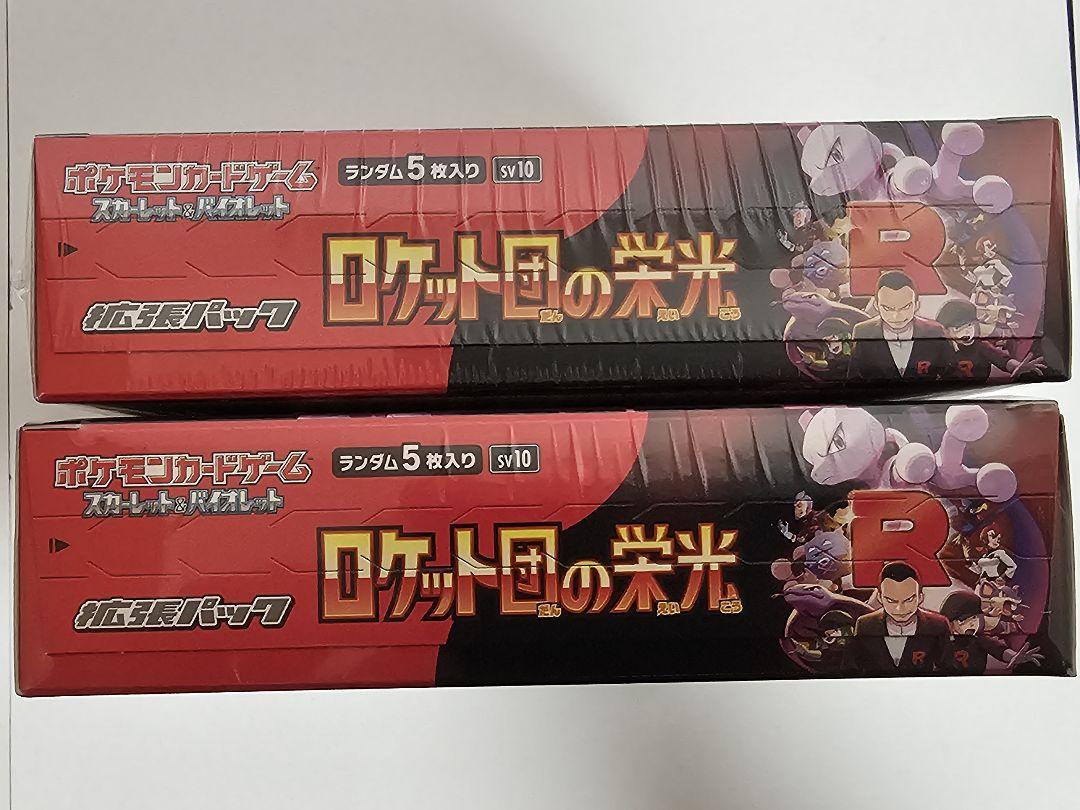 ポケモンカードゲーム
スカーレット&バイオレット
ランダム5枚入り
SV10
ロケット団の栄光
だん えい こう
拡張パック
R
R
R
ポケモンカードゲーム
スカーレット&バイオレット
ランダム5枚入り
SV10
ロケット団の栄光
だん えい こう
拡張パック
R
R
R